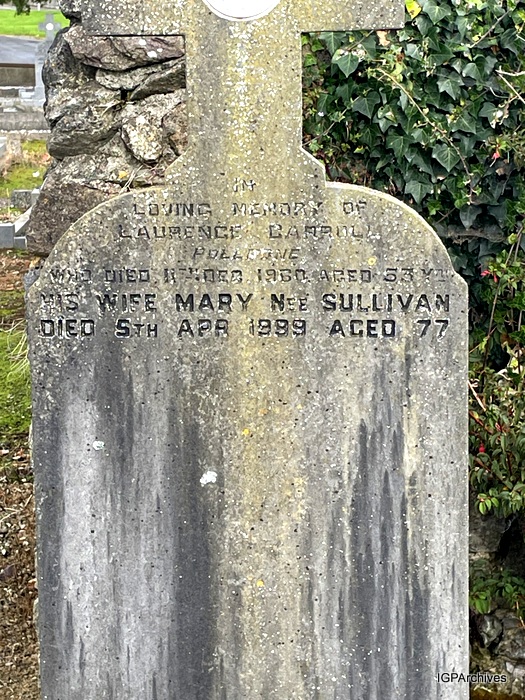 IN
LOVING MEMORY OF
LAURENCE CARROLL
WHO DIED 11TH DEC 1960 AGED 53 YRS
HIS WIFE MARY NEE SULLIVAN
DIED 5TH APR 1999 AGED 77
IGPArchives